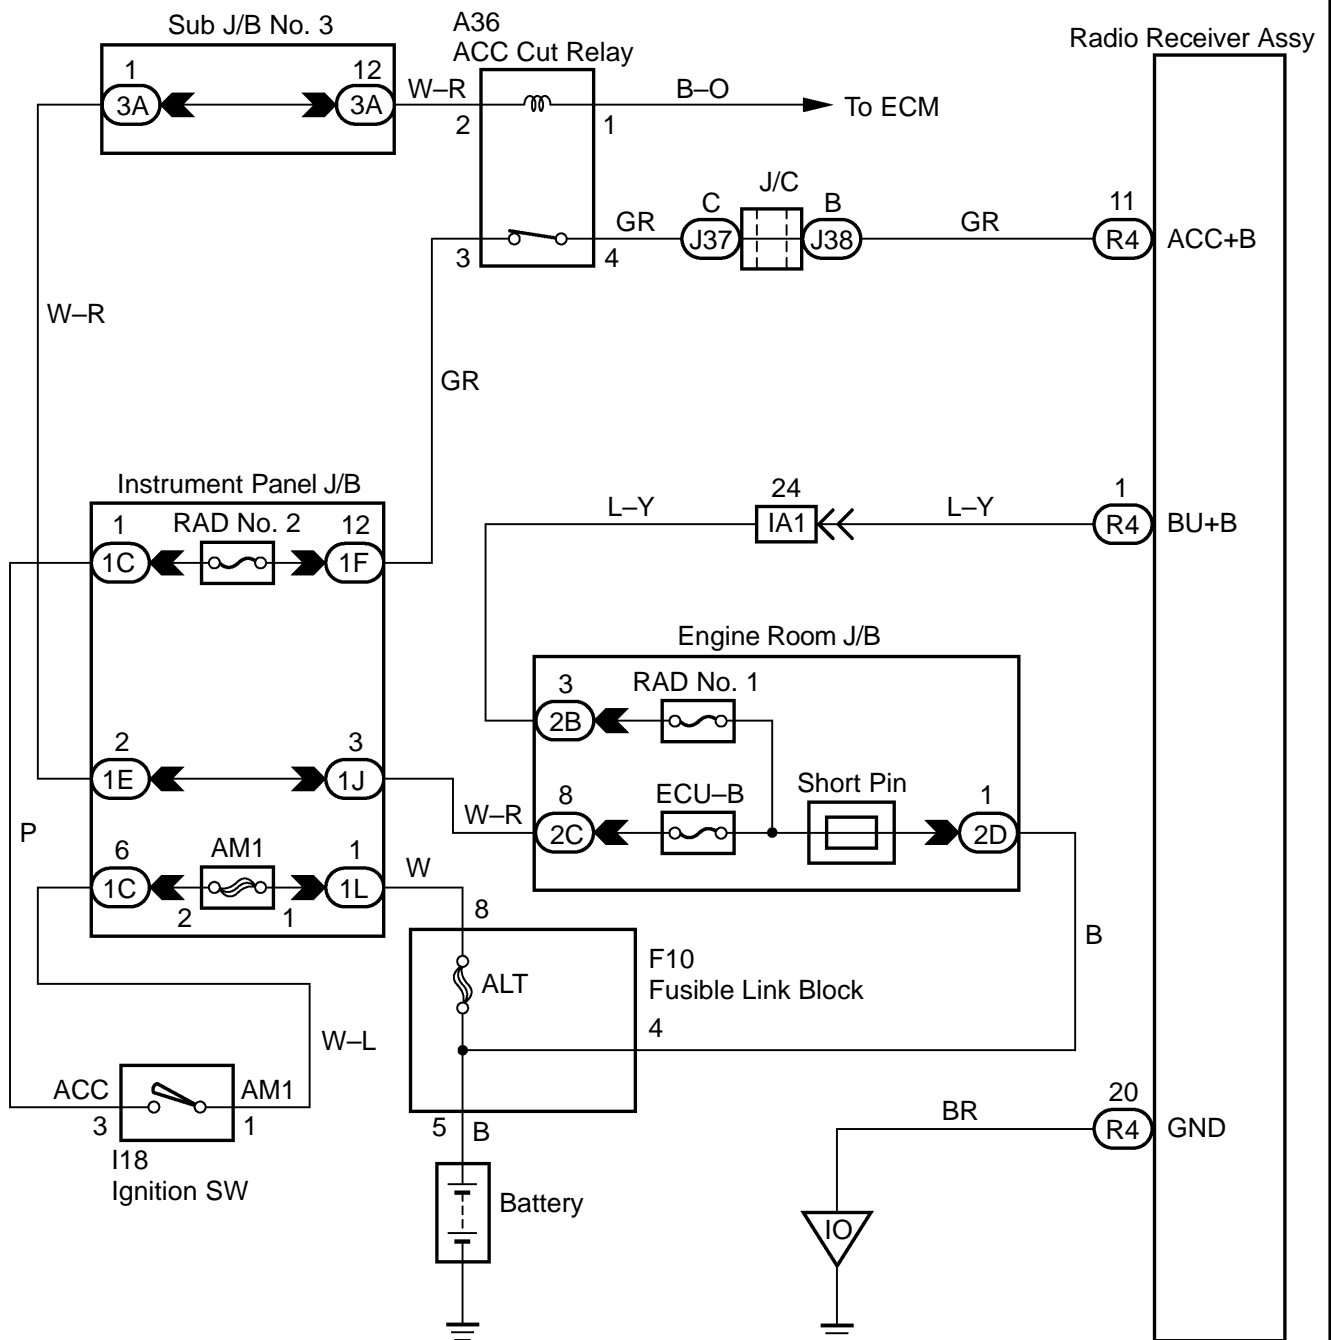 Sub J/B No. 3
A36
ACC Cut Relay
Radio Receiver Assy
1
12
3A
3A
W–R
B–O
To ECM
2
1
J/C
C
B
11
GR
J37
J38
GR
R4
ACC+B
3
4
W–R
GR
Instrument Panel J/B
1
RAD No. 2
12
1C
1F
24
1
L–Y
IA1
L–Y
R4
BU+B
Engine Room J/B
3
RAD No. 1
2B
2
3
1E
1J
8
ECU–B
Short Pin
1
W–R
2C
2D
P
6
AM1
1
1C
1L
W
2
1
8
B
ALT
F10
Fusible Link Block
4
W–L
ACC
AM1
3
1
I18
Ignition SW
5
B
Battery
20
BR
R4
GND
IO